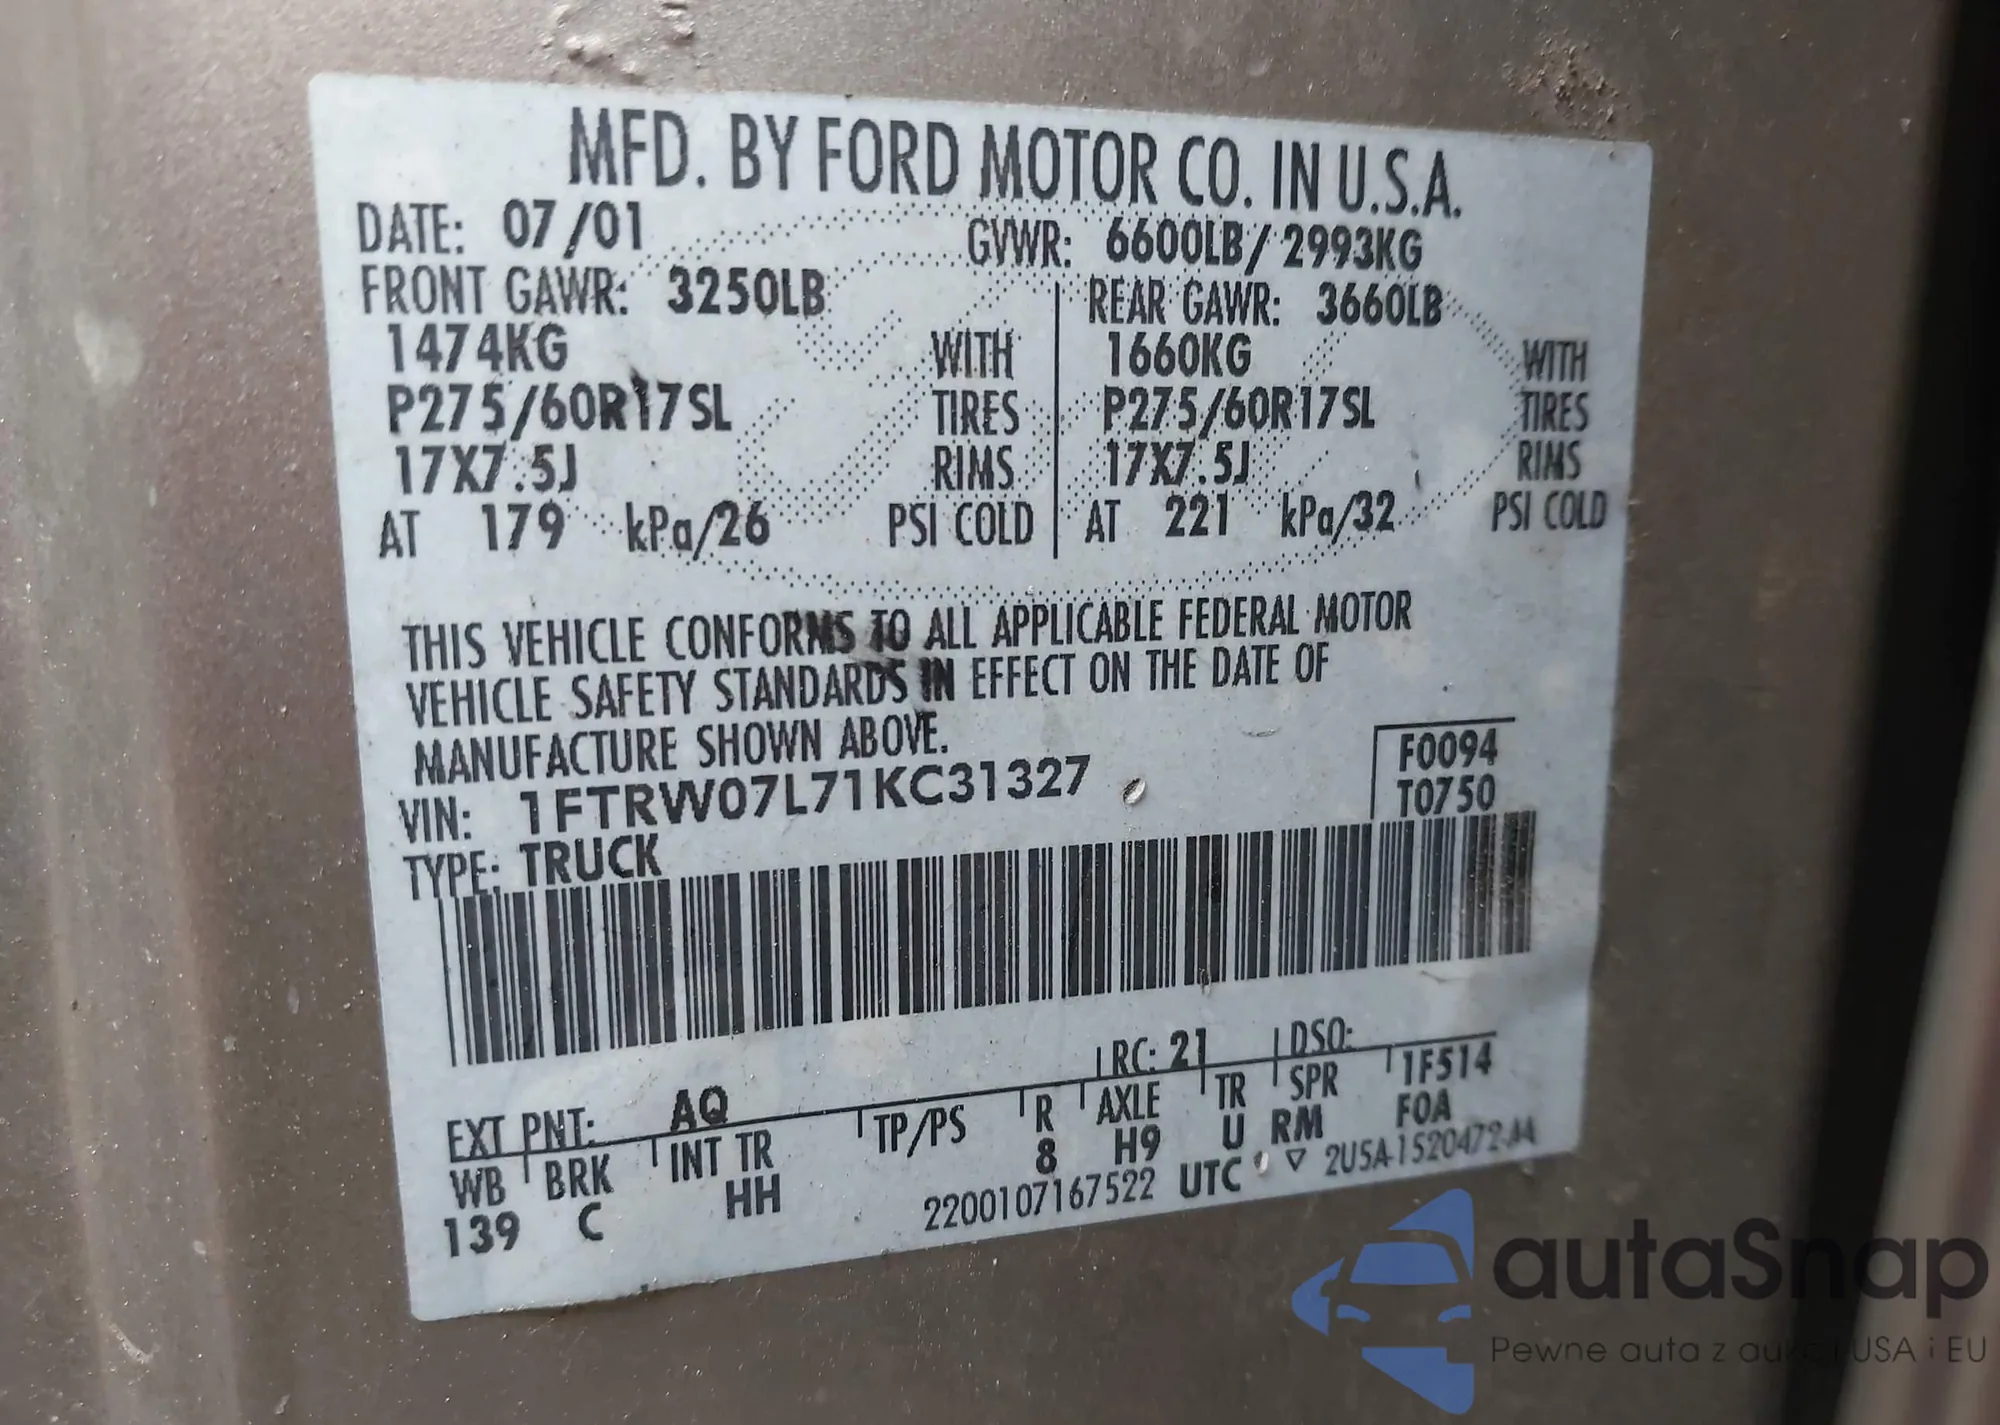 MFD. BY FORD MOTOR CO. IN U.S.A.
DATE: 07/01 GVWR: 6600LB/2993KG
FRONT GAWR: 3250LB REAR GAWR: 3660LB
1474KG WITH 1660KG WITH
P275/60R17SL TIRES P275/60R17SL TIRES
17X7.5J RIMS 17X7.5J RIMS
AT 179 kPa/26 PSI COLD AT 221 kPa/32 PSI COLD
THIS VEHICLE CONFORMS TO ALL APPLICABLE FEDERAL MOTOR
VEHICLE SAFETY STANDARDS IN EFFECT ON THE DATE OF
MANUFACTURE SHOWN ABOVE.
VIN: 1FTRW07L71KC31327 F0094
TYPE: TRUCK T0750
EXT PNT: AQ RC: 21 DSO:
WB BRK INT TR TP/PS R AXLE TR SPR 1F514
139 C HH 8 H9 U RM FOA
2200107167522 UTC ▽ 2U5A-1520472-AA
autaSnap
Pewne auta z aukcji USA i EU